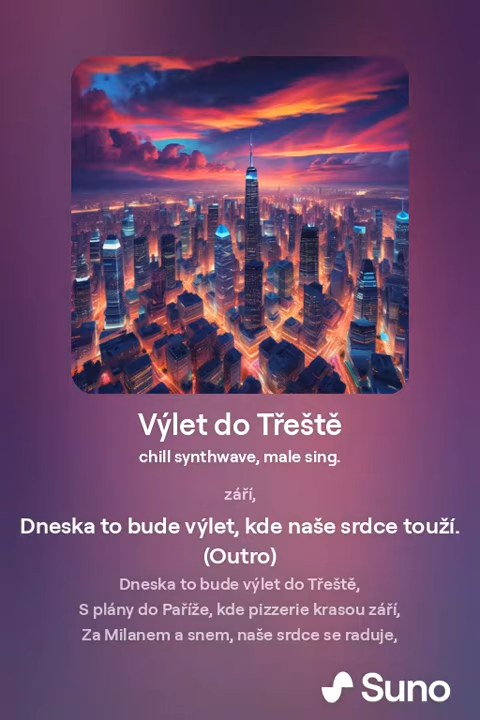 Výlet do Třeště
chill synthwave, male sing.
září,
Dneska to bude výlet, kde naše srdce touží.
(Outro)
Dneska to bude výlet do Třeště,
S plány do Paříže, kde pizzerie krasou září,
Za Milanem a snem, naše srdce se raduje,
Suno